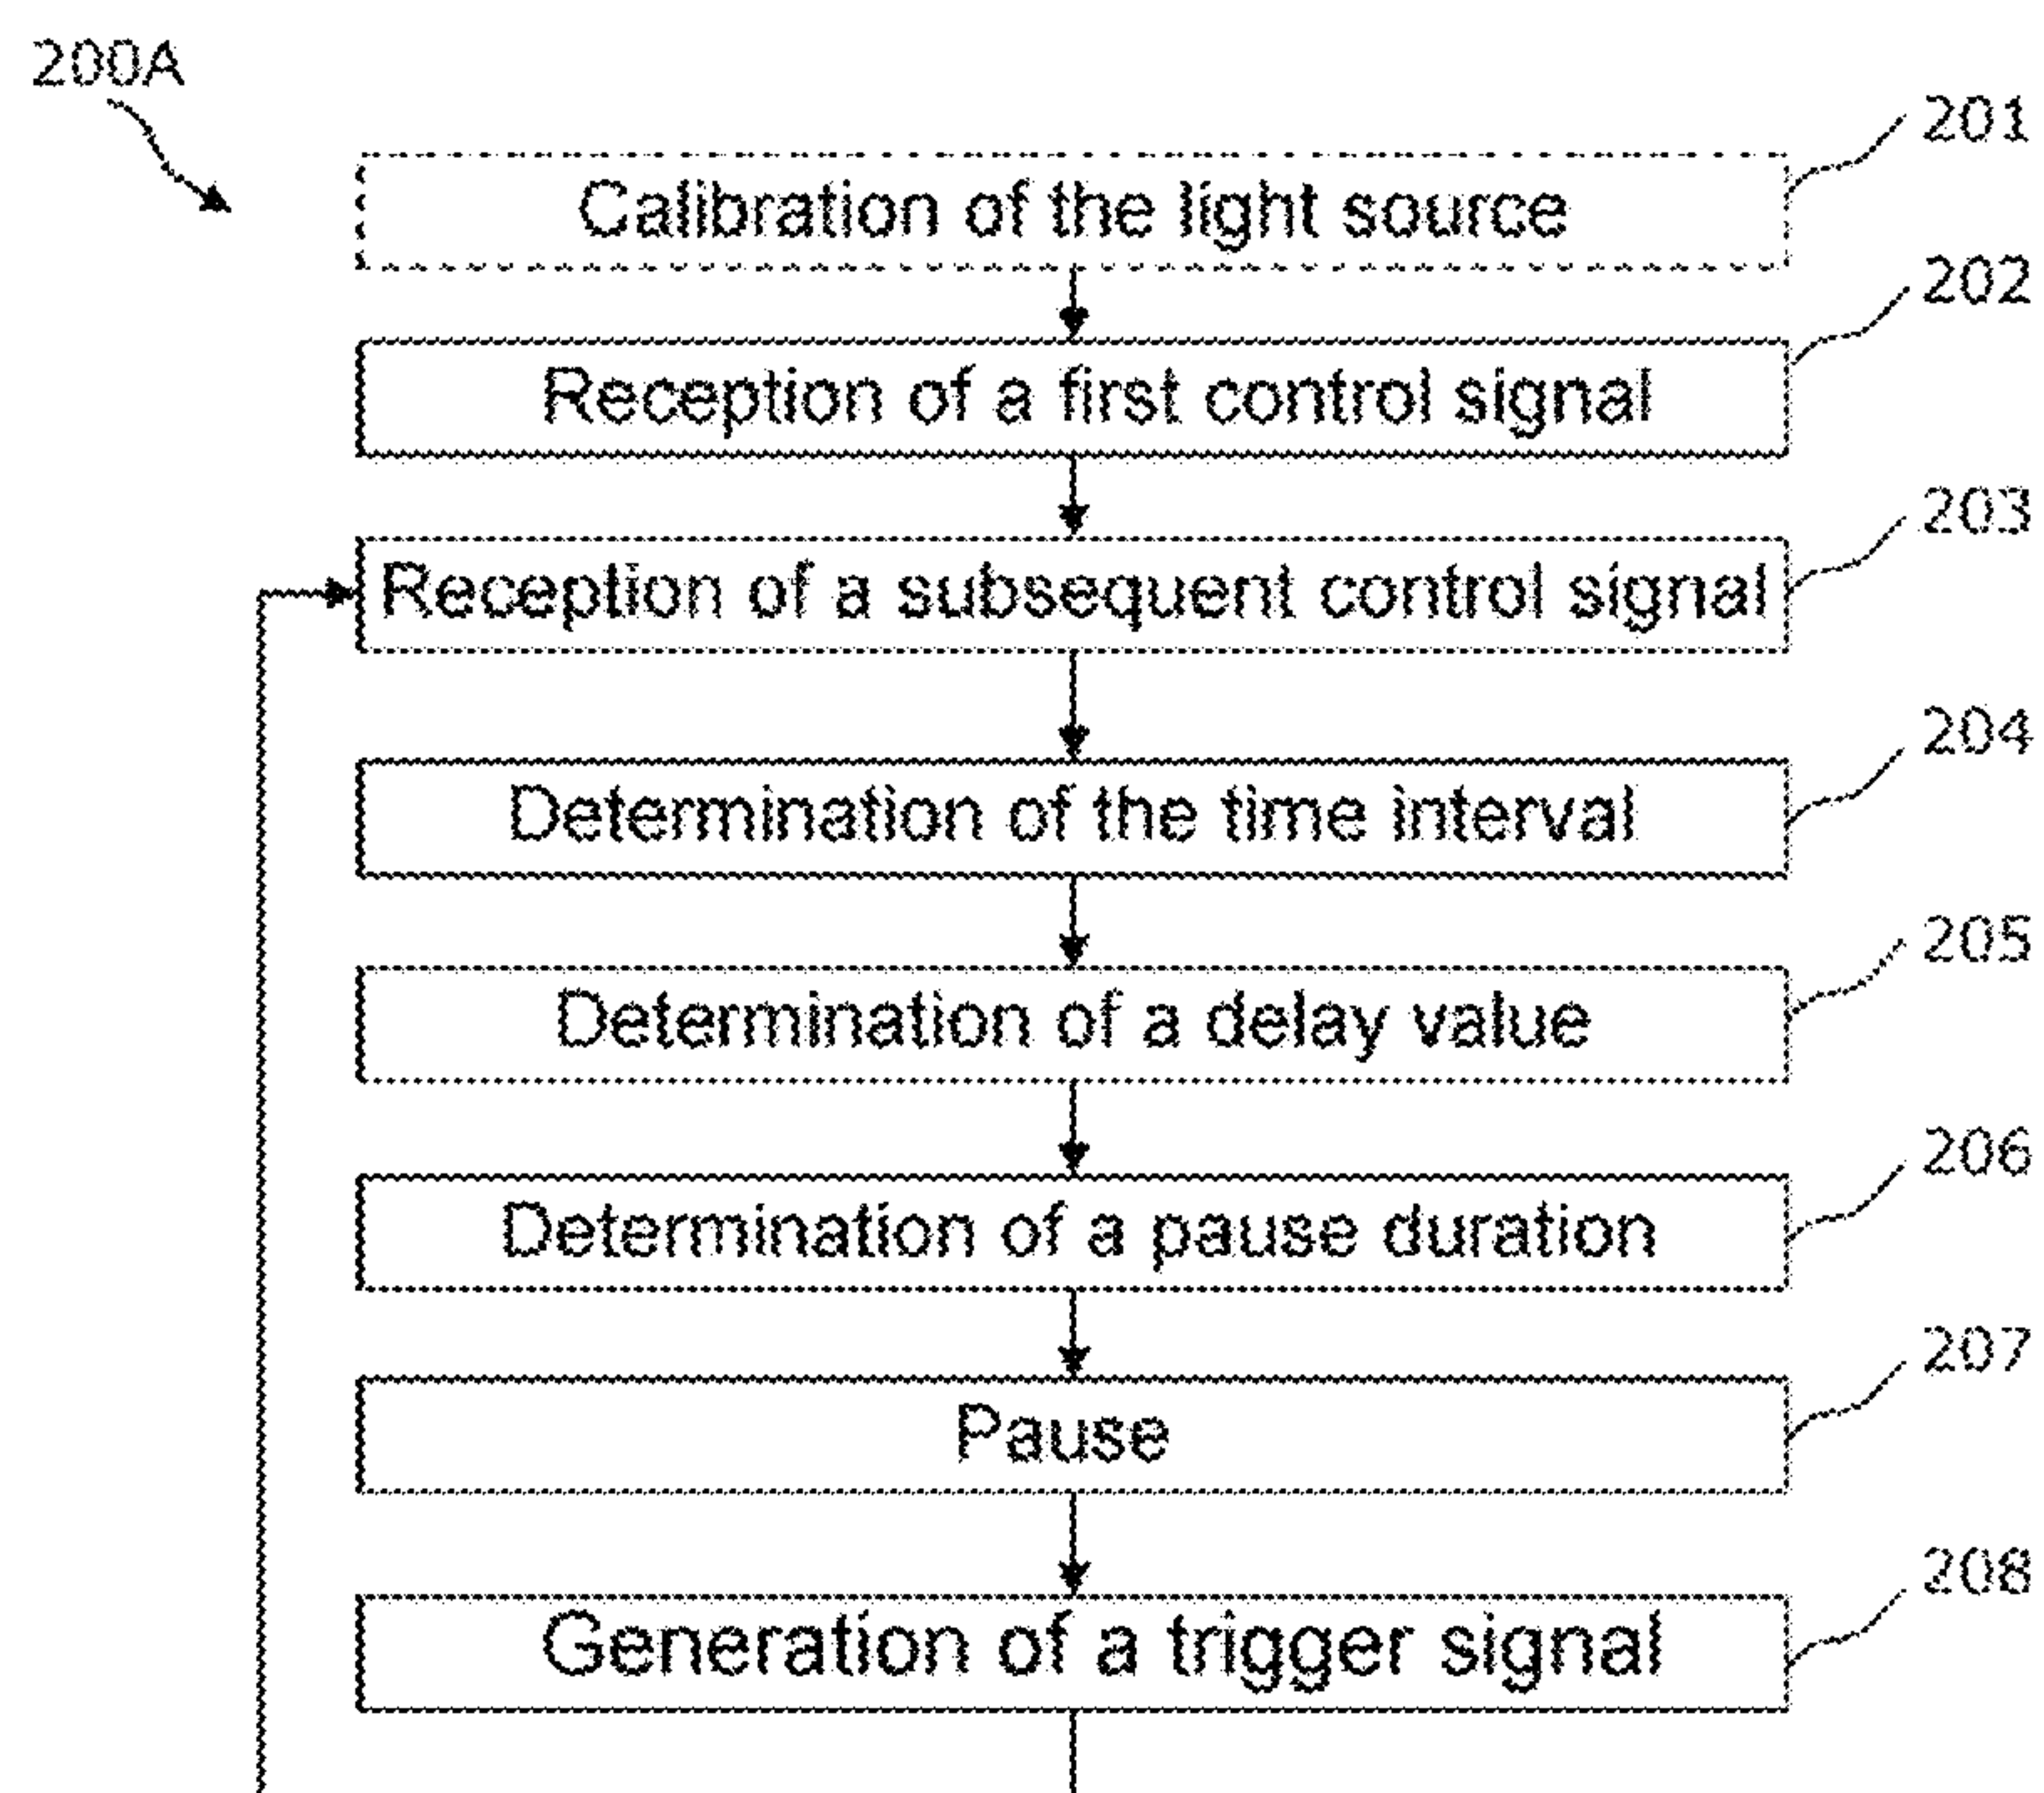 200A
201
Calibration of the light source
202
Reception of a first control signal
203
Reception of a subsequent control signal
204
Determination of the time interval
205
Determination of a delay value
206
Determination of a pause duration
207
Pause
208
Generation of a trigger signal